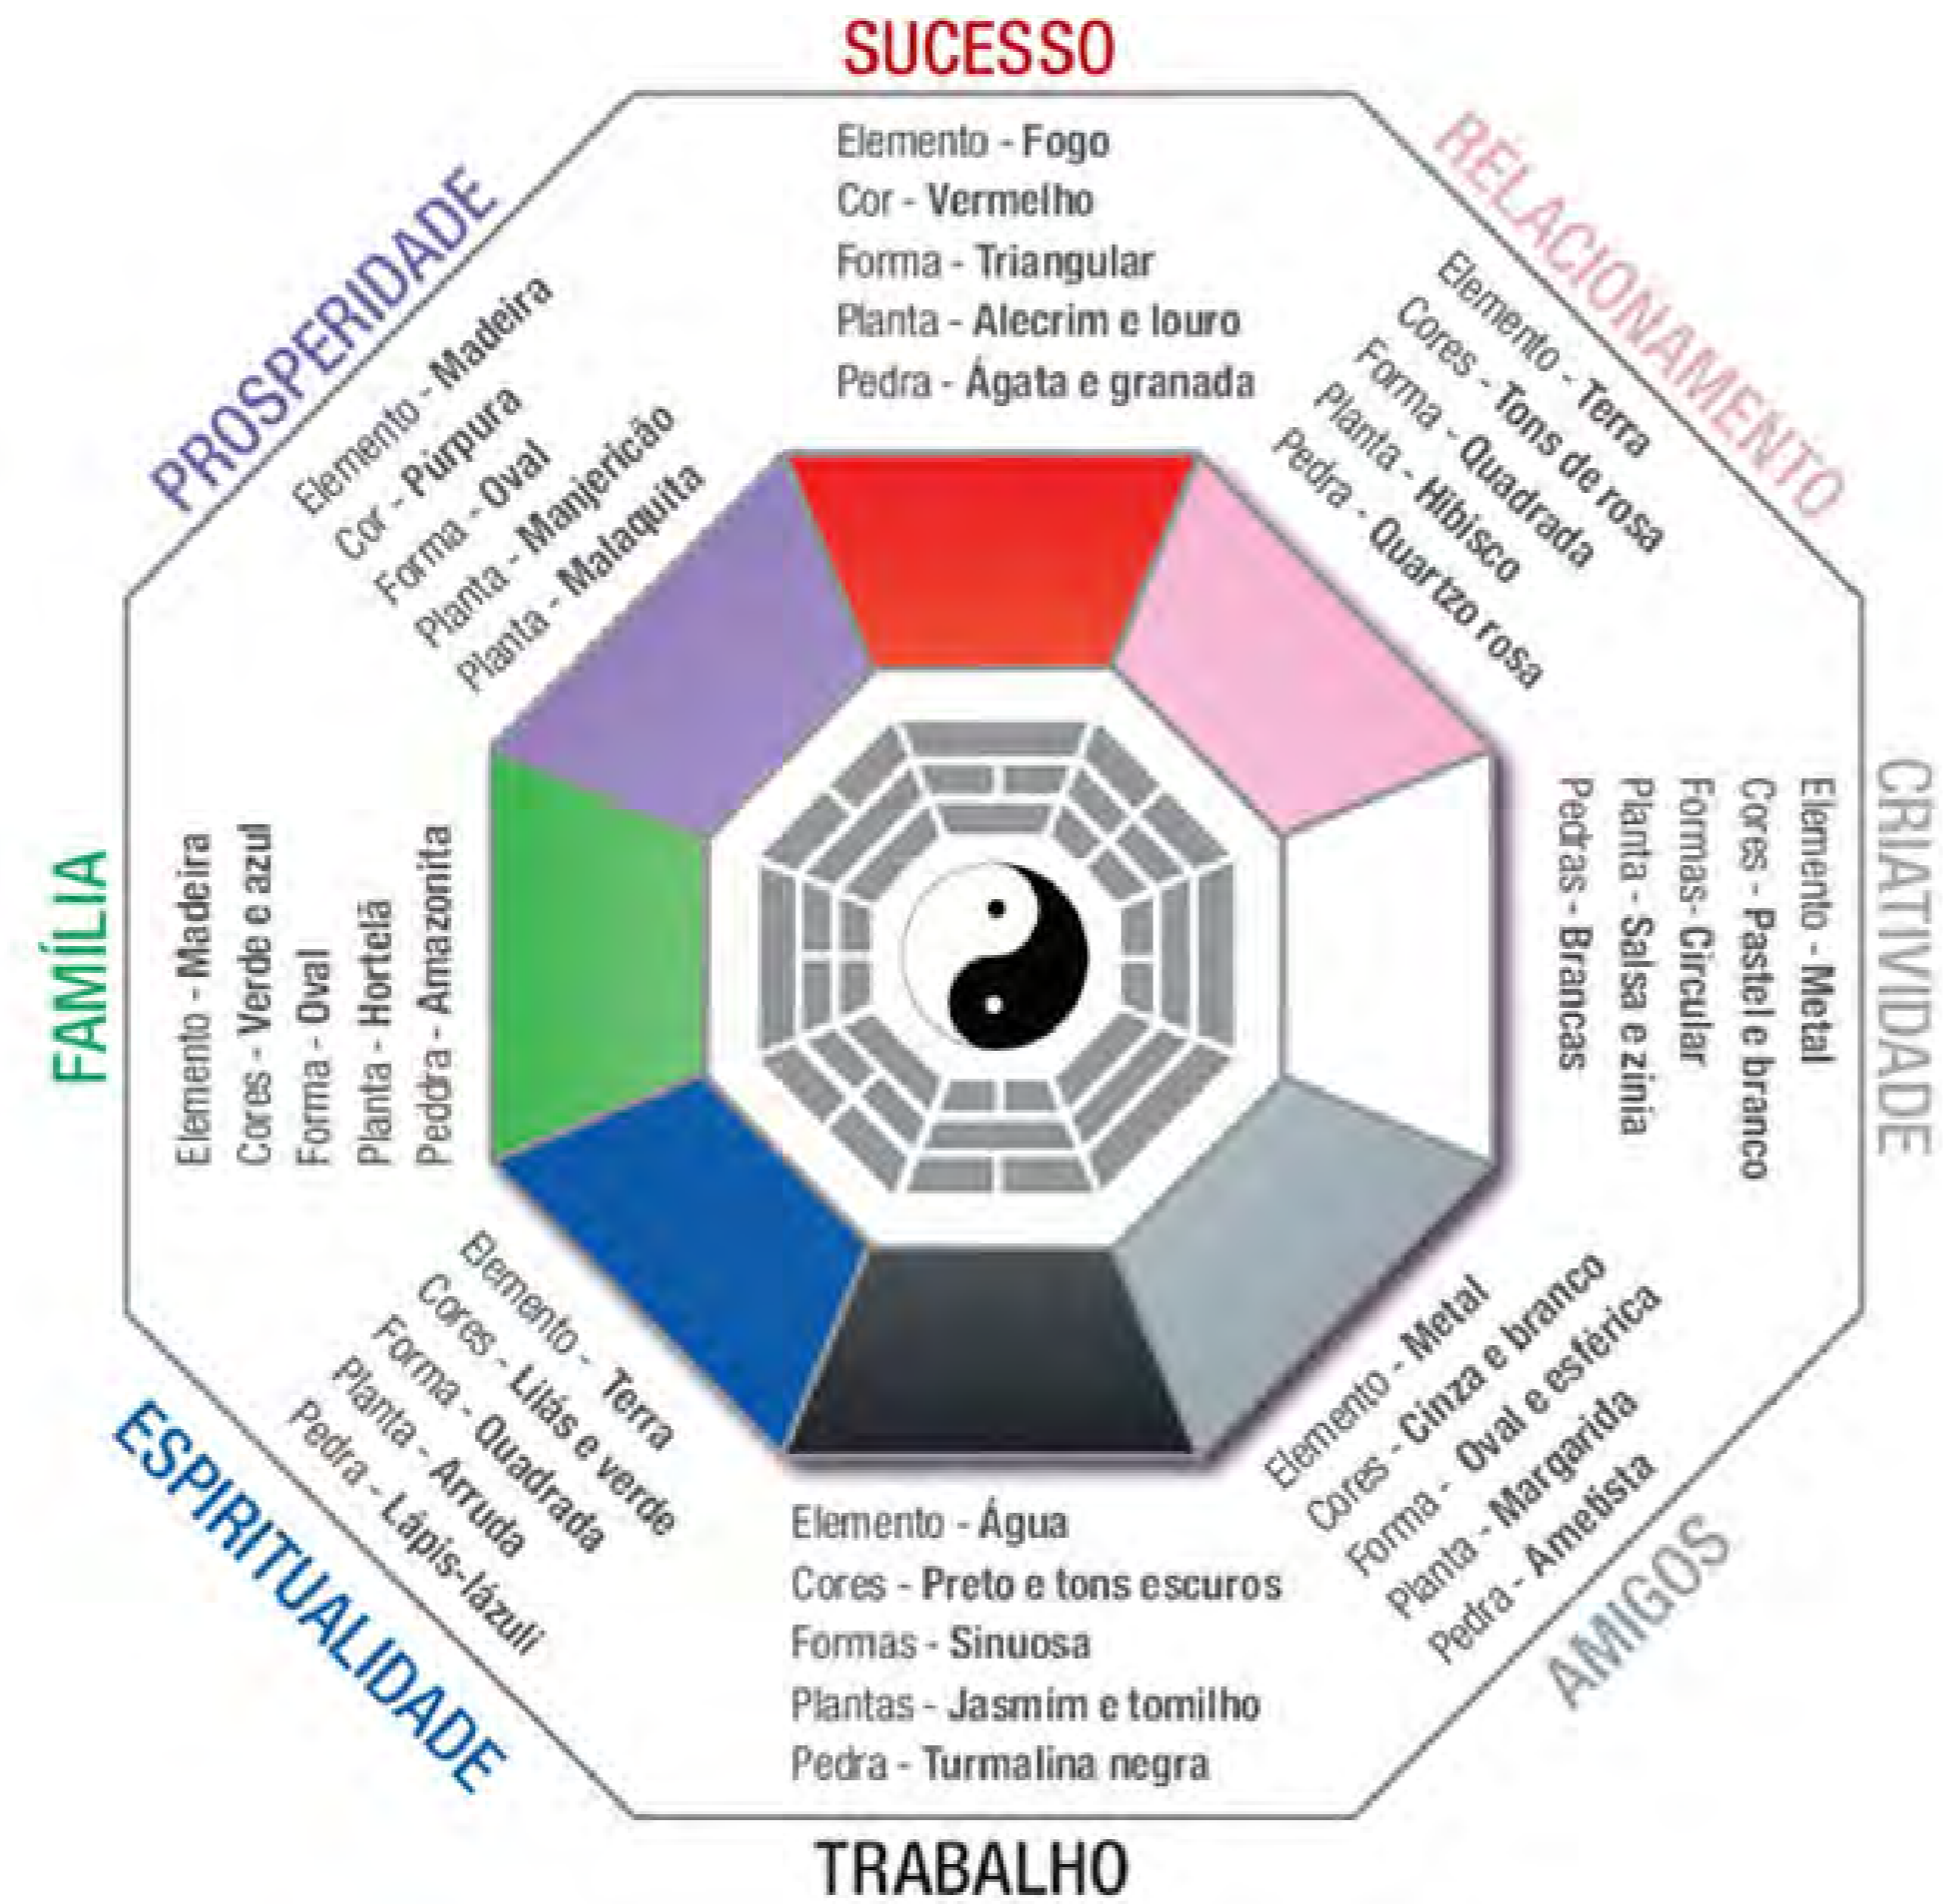 SUCESSO
Elemento - Fogo
Cor - Vermelho
Forma - Triangular
Planta - Alecrim e louro
Pedra - Ágata e granada
RELACIONAMENTO
Elemento - Terra
Cores - Tons de rosa
Forma - Quadrada
Planta - Hibisco
Pedra - Quartzo rosa
CRIATIVIDADE
Elemento - Metal
Cores - Pastel e branco
Formas- Circular
Planta - Salsa e zinia
Pedras - Brancas
AMIGOS
Elemento - Metal
Cores - Cinza e branco
Forma - Oval e esférica
Planta - Margarida
Pedra - Ametista
TRABALHO
Elemento - Água
Cores - Preto e tons escuros
Formas - Sinuosa
Plantas - Jasmim e tomilho
Pedra - Turmalina negra
ESPIRITUALIDADE
Elemento - Terra
Cores - Lilás e verde
Forma - Quadrada
Planta - Arruda
Pedra - Lápis-lázuli
FAMÍLIA
Elemento - Madeira
Cores - Verde e azul
Forma - Oval
Planta - Hortelã
Peddra - Amazonita
PROSPERIDADE
Elemento - Madeira
Cor - Púrpura
Forma - Oval
Planta - Manjericão
Planta - Malaquita